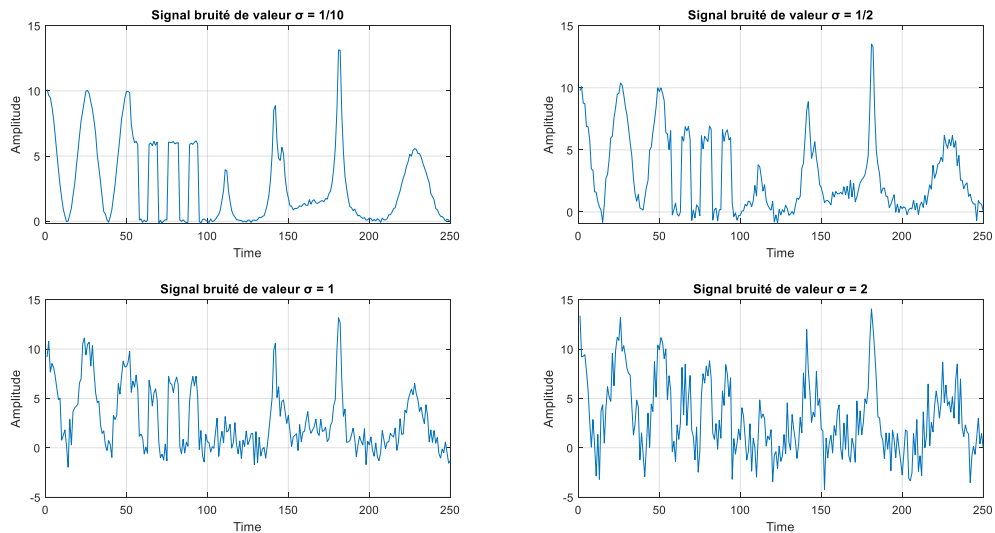 Signal bruité de valeur σ = 1/10
15
10
5
0
Amplitude
0 50 100 150 200 250
Time
Signal bruité de valeur σ = 1/2
15
10
5
0
Amplitude
0 50 100 150 200 250
Time
Signal bruité de valeur σ = 1
15
10
5
0
-5
Amplitude
0 50 100 150 200 250
Time
Signal bruité de valeur σ = 2
15
10
5
0
-5
Amplitude
0 50 100 150 200 250
Time